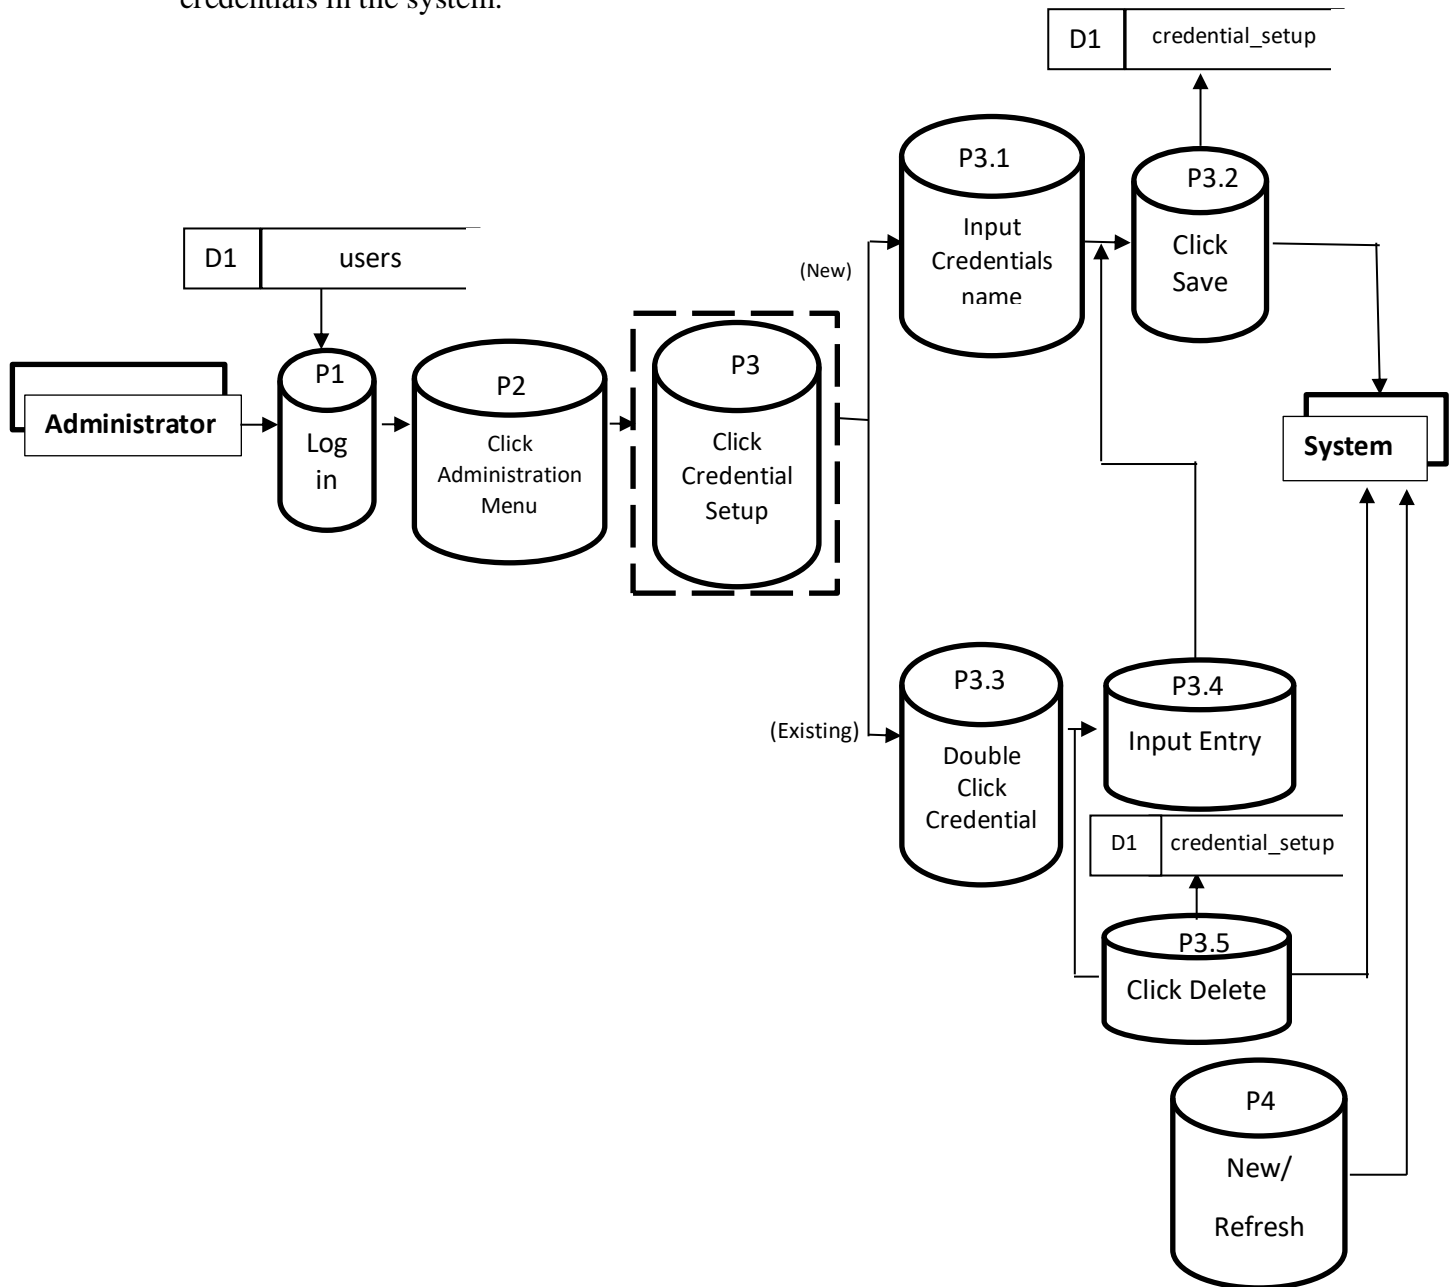 credentials in the system.
D1 credential_setup
P3.1
Input
Credentials
name
P3.2
Click
Save
D1 users
(New)
Administrator
P1
Log
in
P2
Click
Administration
Menu
P3
Click
Credential
Setup
System
(Existing)
P3.3
Double
Click
Credential
P3.4
Input Entry
D1 credential_setup
P3.5
Click Delete
P4
New/
Refresh